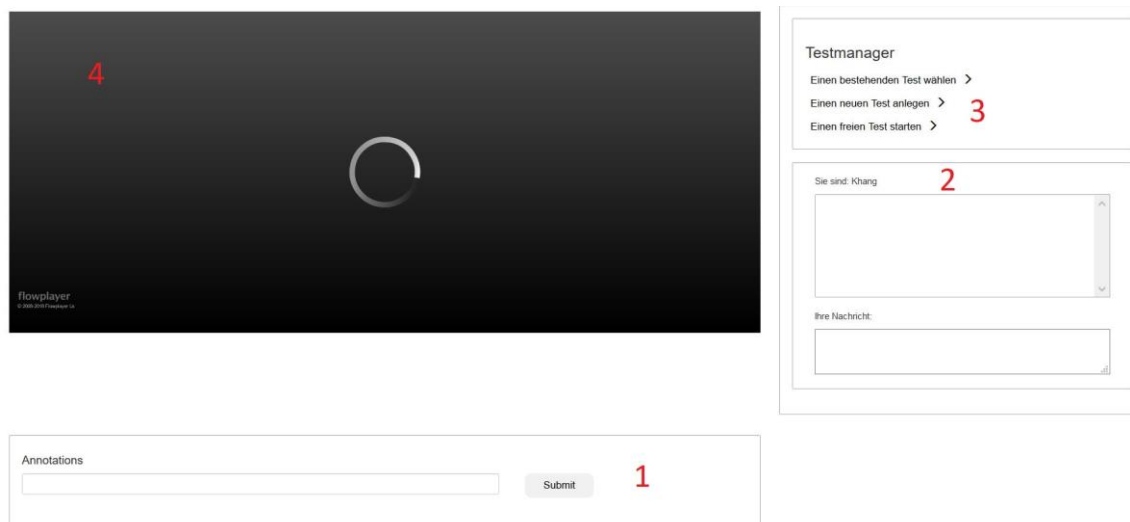 4
flowplayer
Testmanager
Einen bestehenden Test wählen
Einen neuen Test anlegen
3
Einen freien Test starten
2
Sie sind: Khang
Ihre Nachricht:
Annotations
Submit
1